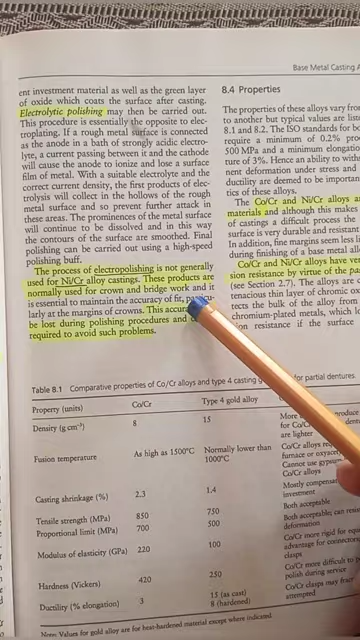 Base Metal Casting A
ent investment material as well as the green layer
of oxide which coats the surface after casting.
Electrolytic polishing may then be carried out.
This procedure is essentially the opposite to elec-
troplating. If a rough metal surface is connected
as the anode in a bath of strongly acidic electro-
lyte, a current passing between it and the cathode
will cause the anode to ionize and lose a surface
film of metal. With a suitable electrolyte and
the correct current density, the first products of elec-
trolysis will collect in the hollows of the rough
metal surface and so prevent further attack in
these areas. The prominences of the metal surface
will continue to be dissolved and in this way
the contours of the surface are smoothed. Final
polishing can be carried out using a high-speed
polishing buff.
The process of electropolishing is not generally
used for Ni/Cr alloy castings. These products are
normally used for crown and bridge work and it
is essential to maintain the accuracy of fit,
larly at the margins of crowns. This
be lost during polishing procedures and
required to avoid such problems.
8.4 Properties
The properties of these alloys vary from
to another but typical values are liste
8.1 and 8.2. The ISO standards for b
require a minimum of 0.2% pro
500 MPa and a minimum elongation
ture of 3%. Hence an ability to with
nent deformation under stress and
ductility are deemed to be important
tics of these alloys.
The Co/Cr and Ni/Cr alloys a
materials and although this makes
of castings a difficult process the
surface is very durable and resistant
In addition, fine margins seem less li
during finishing of a base metal all
Co/Cr and Ni/Cr alloys have ver
sion resistance by virtue of the pa
(see Section 2.7). The alloys are c
tenacious thin layer of chromic ox
tects the bulk of the alloy from
chromium-plated metals, which lo
ion resistance if the surface
Table 8.1 Comparative properties of Co/Cr alloys and type 4 casting g for partial dentures.
Property (units) Co/Cr Type 4 gold alloy
Density (g cm⁻³) 8 15 More
for Co/C
are lighter
Fusion temperature As high as 1500°C Normally lower than 1000°C Co/Cr alloys req
furnace or oxyacet
Cannot use gypsum
Co/Cr alloys
Casting shrinkage (%) 2.3 1.4 Mostly compensat
investment
Tensile strength (MPa) 850 750 Both acceptable
Proportional limit (MPa) 700 500 Both acceptable; can resis
deformation
Modulus of elasticity (GPa) 220 100 Co/Cr more rigid for equ
advantage for connector
clasps
Hardness (Vickers) 420 250 Co/Cr more difficult to
polish during service
Ductility (% elongation) 3 15 (as cast)
8 (hardened) Co/Cr clasps may fract
attempted
Note: Values for gold alloy are for heat-hardened material except where indicated.